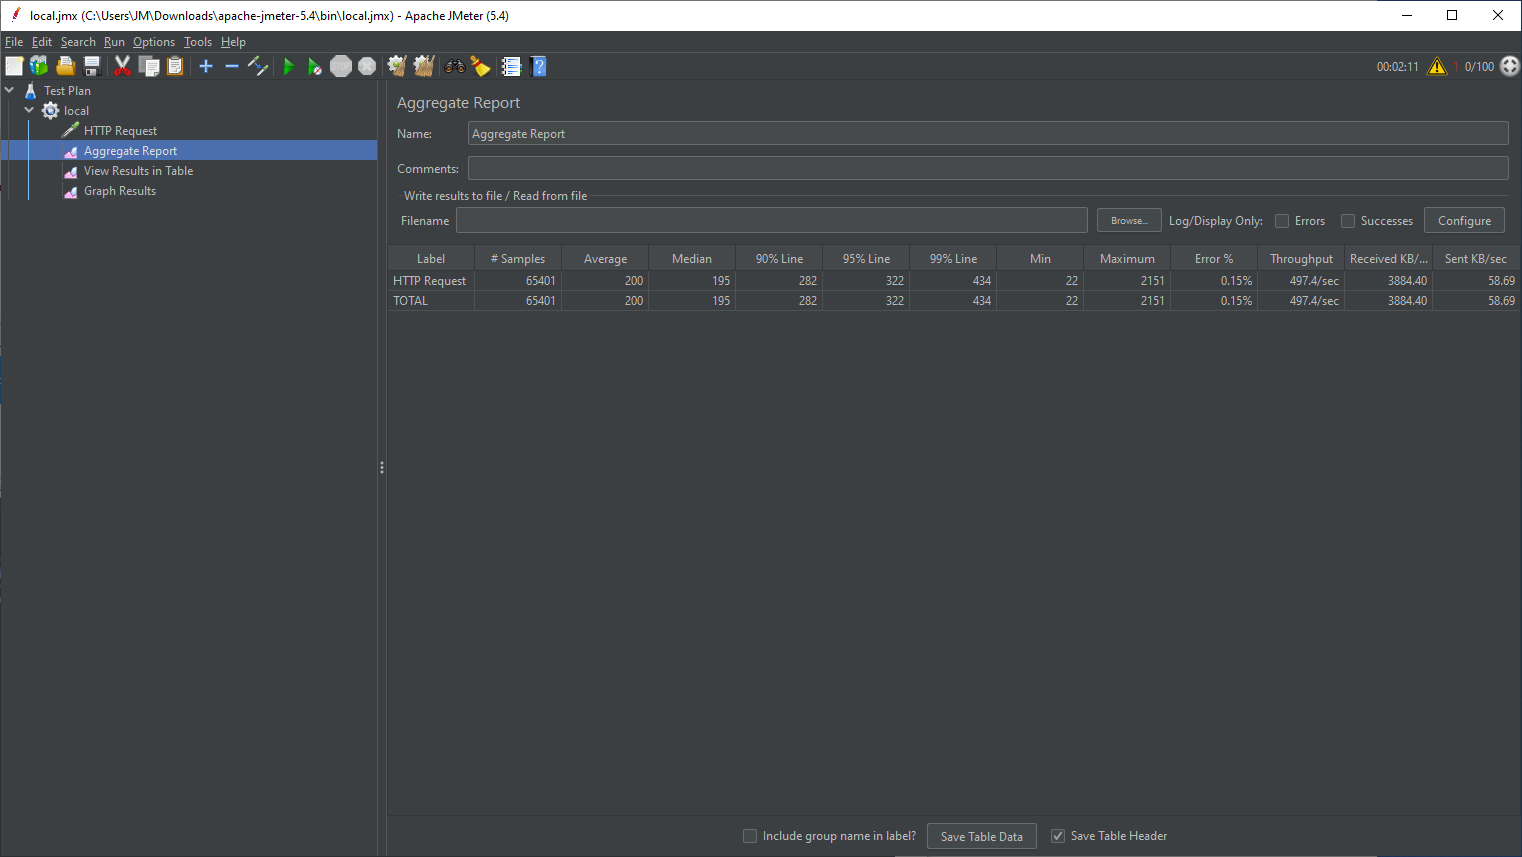 local.jmx (C:\Users\JM\Downloads\apache-jmeter-5.4\bin\local.jmx) - Apache JMeter (5.4)
File Edit Search Run Options Tools Help
00:02:11 1 0/100
Test Plan
local
HTTP Request
Aggregate Report
View Results in Table
Graph Results
Aggregate Report
Name: Aggregate Report
Comments:
Write results to file / Read from file
Filename Browse... Log/Display Only: Errors Successes Configure
Label # Samples Average Median 90% Line 95% Line 99% Line Min Maximum Error % Throughput Received KB/... Sent KB/sec
HTTP Request 65401 200 195 282 322 434 22 2151 0.15% 497.4/sec 3884.40 58.69
TOTAL 65401 200 195 282 322 434 22 2151 0.15% 497.4/sec 3884.40 58.69
Include group name in label? Save Table Data Save Table Header